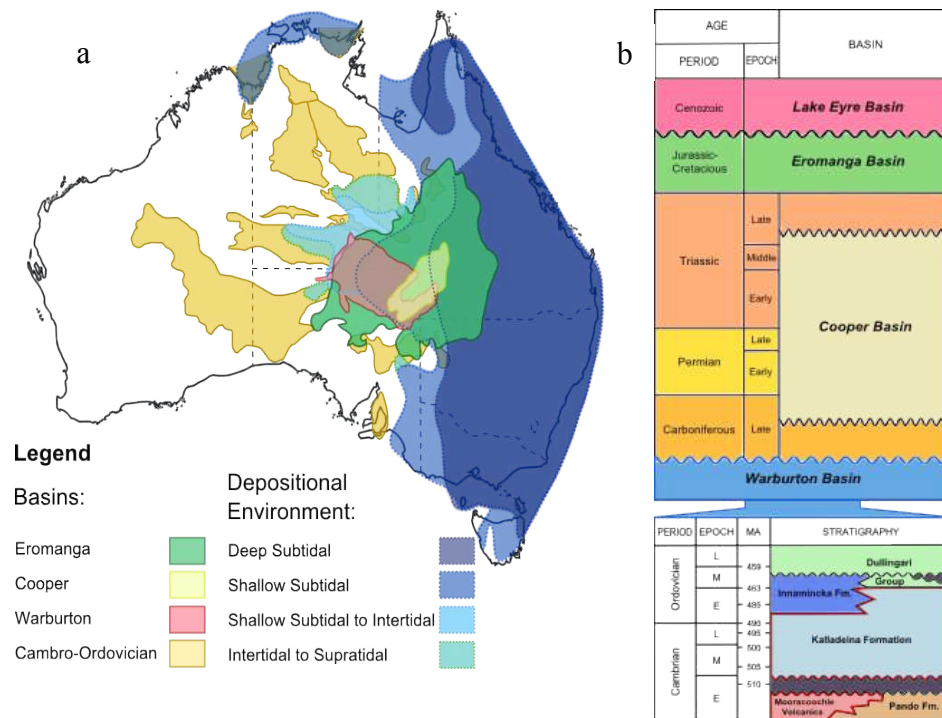 a
b
Legend
Basins:
Depositional
Environment:
Eromanga
Deep Subtidal
Cooper
Shallow Subtidal
Warburton
Shallow Subtidal to Intertidal
Cambro-Ordovician
Intertidal to Supratidal
AGE
BASIN
PERIOD
EPOCH
Cenozoic
Lake Eyre Basin
Jurassic-
Cretacious
Eromanga Basin
Triassic
Late
Middle
Early
Cooper Basin
Permian
Late
Early
Carboniferous
Late
Warburton Basin
PERIOD
EPOCH
MA
STRATIGRAPHY
Ordovician
L
M
E
Cambrian
L
M
E
459
463
485
490
495
500
505
510
Dullingari
Group
Innamincka Fm.
Kalladeina Formation
Mooracoochie
Volcanics
Pando Fm.